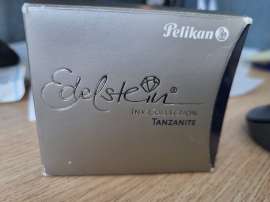 Pelikan
Edelstein®
INK COLLECTION
TANZANITE